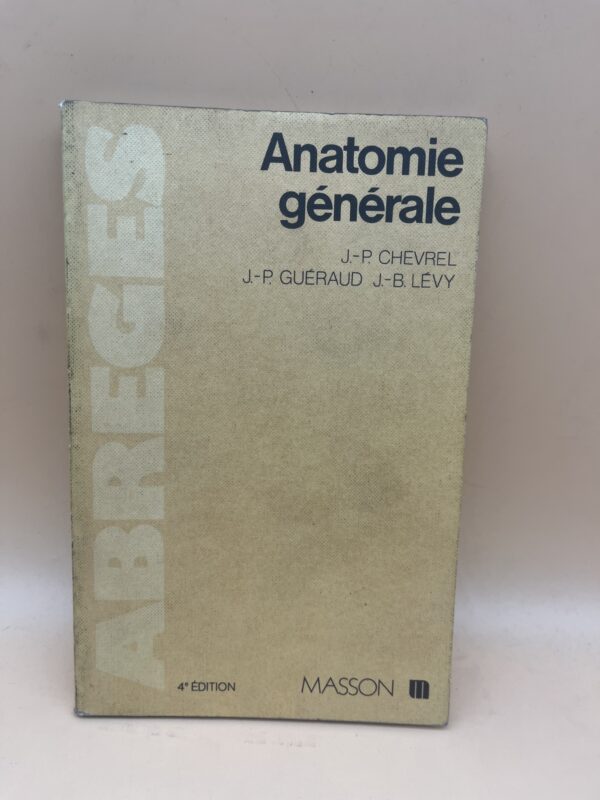 ABREGES
Anatomie
générale
J.-P. CHEVREL
J.-P. GUÉRAUD J.-B. LÉVY
4e ÉDITION
MASSON m